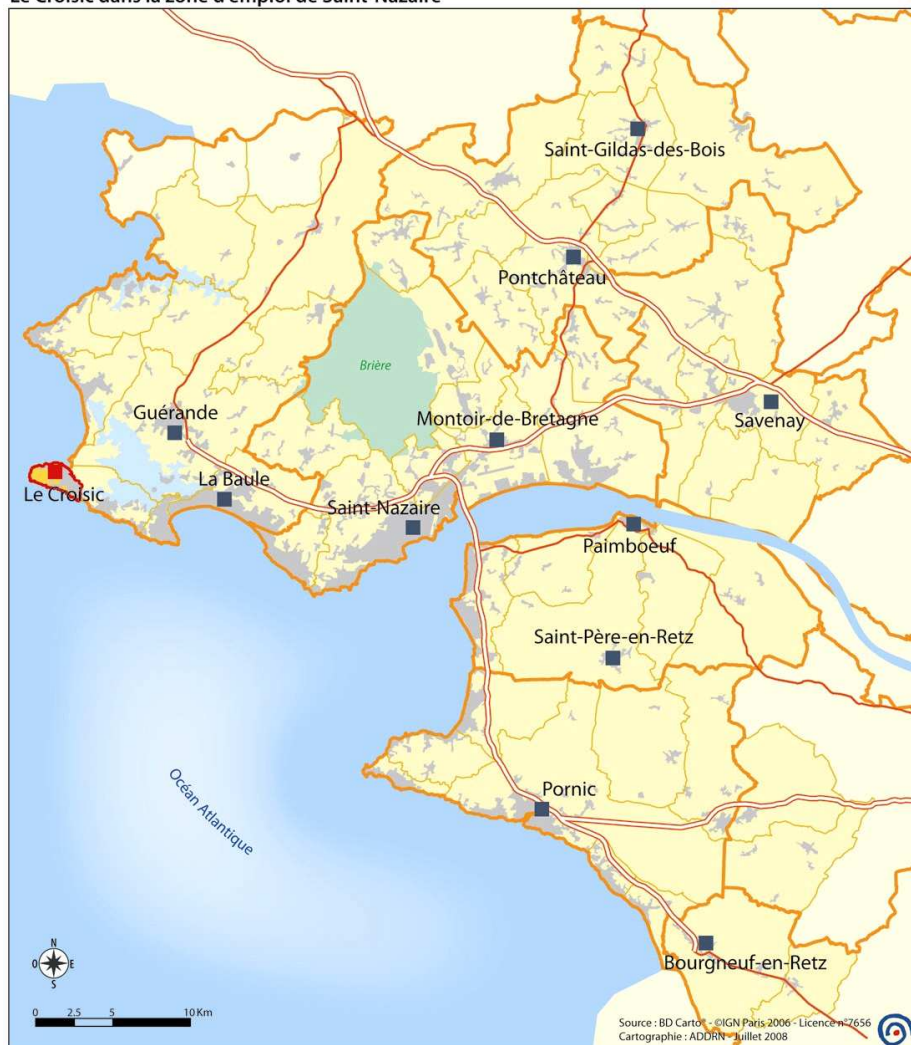 Le Croisic dans la zone d'emploi de Saint-Nazaire
Saint-Gildas-des-Bois
Pontchâteau
Brière
Guérande
Montoir-de-Bretagne
Savenay
Le Croisic
La Baule
Saint-Nazaire
Paimboeuf
Saint-Père-en-Retz
Océan Atlantique
Pornic
Bourgneuf-en-Retz
N
O E
S
0 2.5 5 10 Km
Source : BD Carto® - ©IGN Paris 2006 - Licence n°7656
Cartographie : ADDRN - Juillet 2008